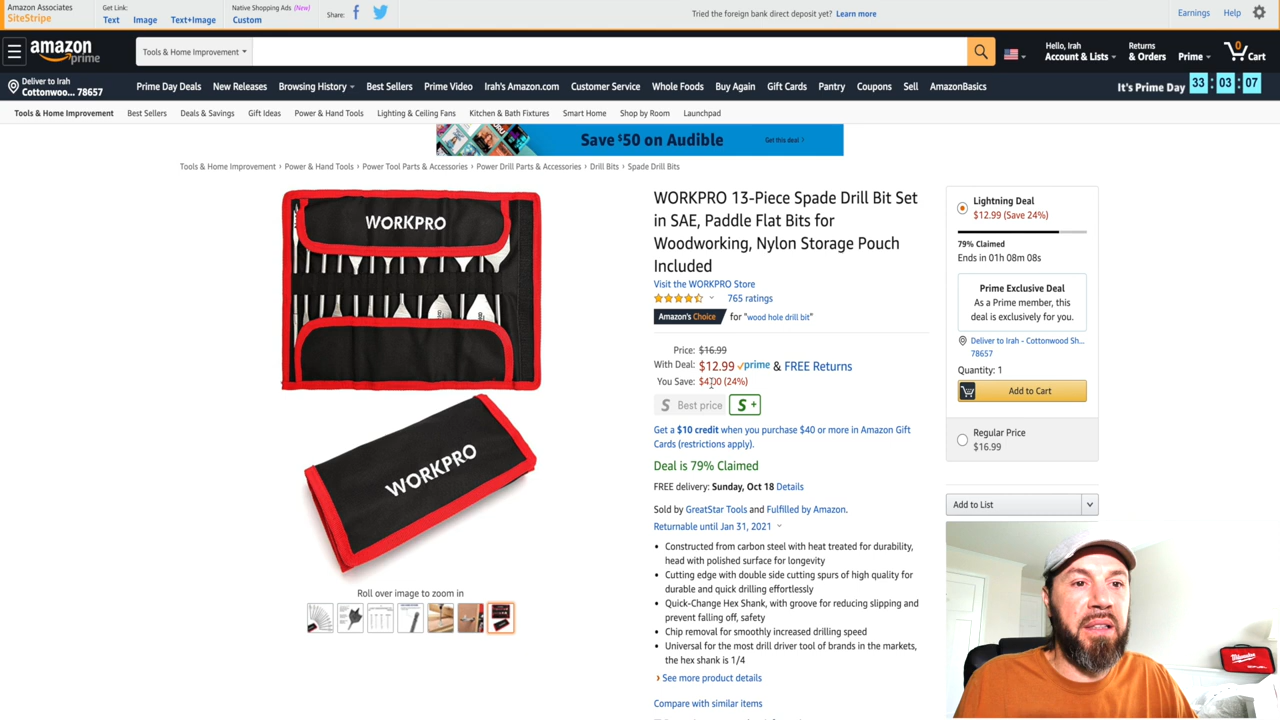 Amazon Associates
SiteStripe
Get Link:
Text Image Text+Image
Native Shopping Ads (New)
Custom
Share:
Tried the foreign bank direct deposit yet? Learn more
Earnings Help
amazon
prime
Tools & Home Improvement
Hello, Irah
Account & Lists
Returns
& Orders
Prime
0
Cart
Deliver to Irah
Cottonwoo... 78657
Prime Day Deals New Releases Browsing History Best Sellers Prime Video Irah's Amazon.com Customer Service Whole Foods Buy Again Gift Cards Pantry Coupons Sell AmazonBasics
It's Prime Day 33 : 03 : 07
Tools & Home Improvement Best Sellers Deals & Savings Gift Ideas Power & Hand Tools Lighting & Ceiling Fans Kitchen & Bath Fixtures Smart Home Shop by Room Launchpad
Save $50 on Audible
Get this deal >
Tools & Home Improvement › Power & Hand Tools › Power Tool Parts & Accessories › Power Drill Parts & Accessories › Drill Bits › Spade Drill Bits
WORKPRO
WORKPRO
Roll over image to zoom in
WORKPRO 13-Piece Spade Drill Bit Set
in SAE, Paddle Flat Bits for
Woodworking, Nylon Storage Pouch
Included
Visit the WORKPRO Store
765 ratings
Amazon's Choice for "wood hole drill bit"
Price: $16.99
With Deal: $12.99 prime & FREE Returns
You Save: $4.00 (24%)
S Best price S +
Get a $10 credit when you purchase $40 or more in Amazon Gift
Cards (restrictions apply).
Deal is 79% Claimed
FREE delivery: Sunday, Oct 18 Details
Sold by GreatStar Tools and Fulfilled by Amazon.
Returnable until Jan 31, 2021
• Constructed from carbon steel with heat treated for durability,
head with polished surface for longevity
• Cutting edge with double side cutting spurs of high quality for
durable and quick drilling effortlessly
• Quick-Change Hex Shank, with groove for reducing slipping and
prevent falling off, safety
• Chip removal for smoothly increased drilling speed
• Universal for the most drill driver tool of brands in the markets,
the hex shank is 1/4
› See more product details
Compare with similar items
Lightning Deal
$12.99 (Save 24%)
79% Claimed
Ends in 01h 08m 08s
Prime Exclusive Deal
As a Prime member, this
deal is exclusively for you.
Deliver to Irah - Cottonwood Sh...
78657
Quantity: 1
Add to Cart
Regular Price
$16.99
Add to List
Milwaukee